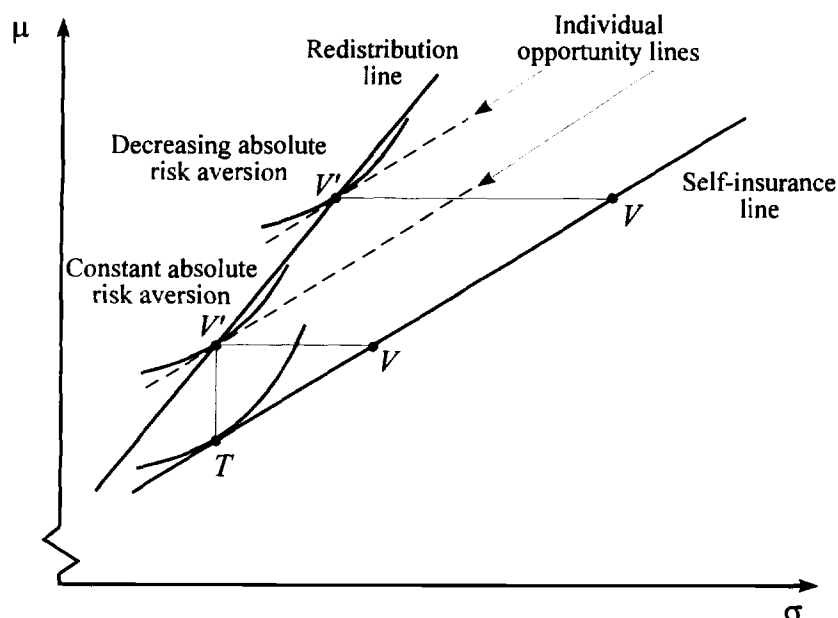 μ
Redistribution
line
Individual
opportunity lines
Decreasing absolute
risk aversion
V'
Self-insurance
line
V
Constant absolute
risk aversion
V'
V
T
σ